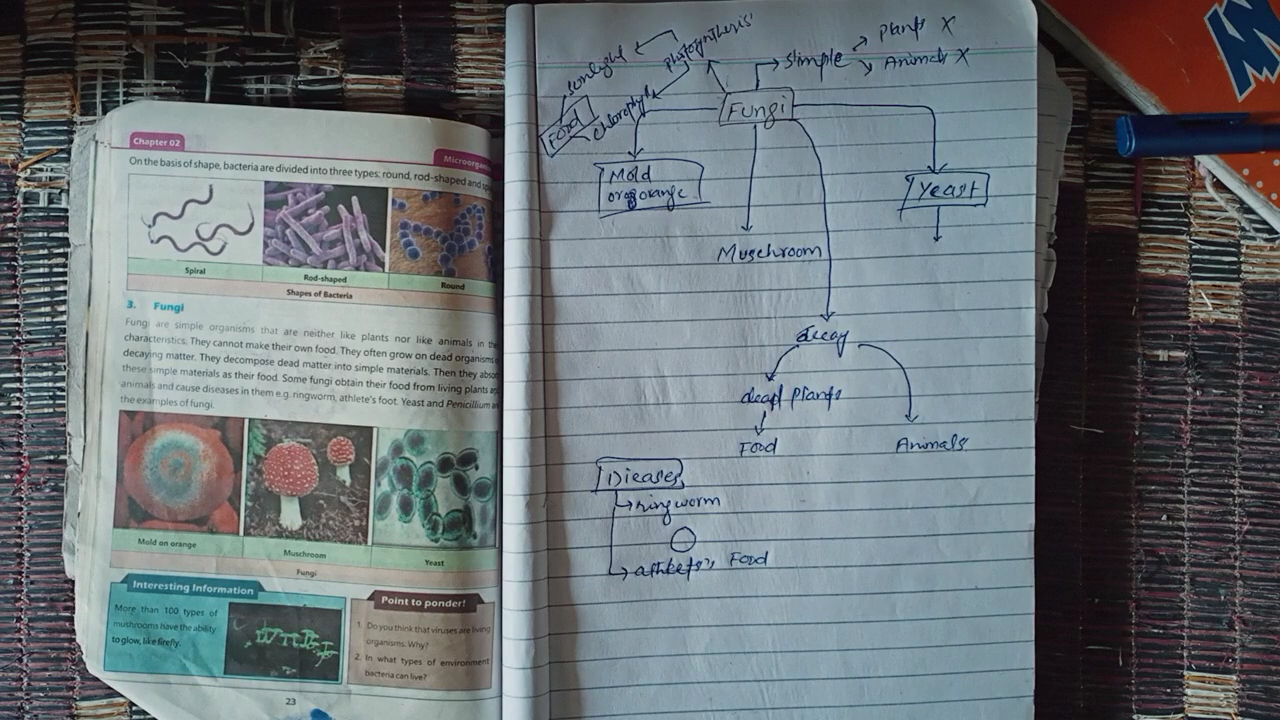 Chapter 02
Microorgan
On the basis of shape, bacteria are divided into three types: round, rod-shaped and sp
Spiral
Rod-shaped
Round
Shapes of Bacteria
3. Fungi
Fungi are simple organisms that are neither like plants nor like animals in the
characteristics. They cannot make their own food. They often grow on dead organisms
decaying matter. They decompose dead matter into simple materials. Then they abso
these simple materials as their food. Some fungi obtain their food from living plants a
animals and cause diseases in them e.g. ringworm, athlete's foot. Yeast and Penicillium a
the examples of fungi.
Mold on orange
Muschroom
Yeast
Fungi
Interesting Information
More than 100 types of
mushrooms have the ability
to glow, like firefly.
Point to ponder!
1. Do you think that viruses are living
organisms. Why?
2. In what types of environment
bacteria can live?
23
photosynthesis
sunlight
Food
chlorophyll
simple
plants X
Animals X
Fungi
Mold
orange
Yeast
Muschroom
decay
dead plants
Food
Animals
Dieases
ringworm
Food